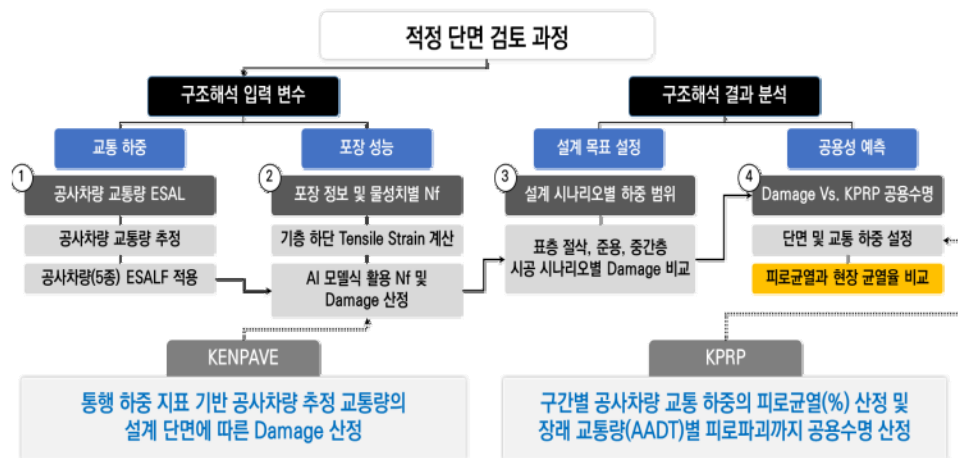 적정 단면 검토 과정
구조해석 입력 변수
구조해석 결과 분석
교통 하중
포장 성능
설계 목표 설정
공용성 예측
1
공사차량 교통량 ESAL
공사차량 교통량 추정
공사차량(5종) ESALF 적용
2
포장 정보 및 물성치별 Nf
기층 하단 Tensile Strain 계산
AI 모델식 활용 Nf 및
Damage 산정
3
설계 시나리오별 하중 범위
표층 절삭, 준용, 중간층
시공 시나리오별 Damage 비교
4
Damage Vs. KPRP 공용수명
단면 및 교통 하중 설정
피로균열과 현장 균열율 비교
KENPAVE
통행 하중 지표 기반 공사차량 추정 교통량의
설계 단면에 따른 Damage 산정
KPRP
구간별 공사차량 교통 하중의 피로균열(%) 산정 및
장래 교통량(AADT)별 피로파괴까지 공용수명 산정